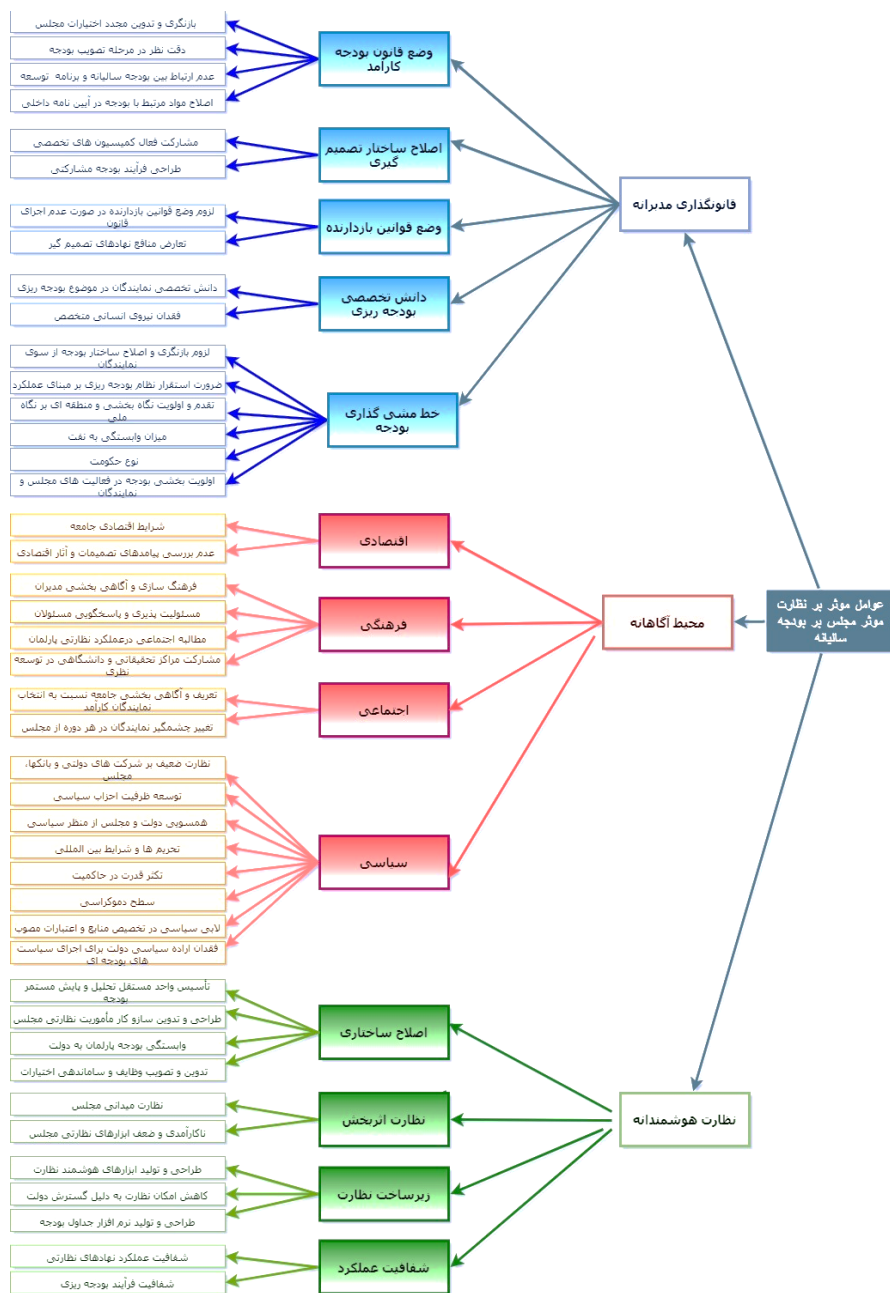 عوامل موثر بر نظارت
موثر مجلس بر بودجه
سالیانه
قانونگذاری مدبرانه
وضع قانون بودجه
کارآمد
بازنگری و تدوین مجدد اختیارات مجلس
دقت نظر در مرحله تصویب بودجه
عدم ارتباط بین بودجه سالیانه و برنامه توسعه
اصلاح مواد مرتبط با بودجه در آیین نامه داخلی
اصلاح ساختار تصمیم
گیری
مشارکت فعال کمیسیون های تخصصی
طراحی فرآیند بودجه مشارکتی
وضع قوانین بازدارنده
لزوم وضع قوانین بازدارنده در صورت عدم اجرای
قانون
تعارض منافع نهادهای تصمیم گیر
دانش تخصصی
بودجه ریزی
دانش تخصصی نمایندگان در موضوع بودجه ریزی
فقدان نیروی انسانی متخصص
خط مشی گذاری
بودجه
لزوم بازنگری و اصلاح ساختار بودجه از سوی
نمایندگان
ضرورت استقرار نظام بودجه ریزی بر مبنای عملکرد
تقدم و اولویت نگاه بخشی و منطقه ای بر نگاه
ملی
میزان وابستگی به نفت
نوع حکومت
اولویت بخشی بودجه در فعالیت های مجلس و
نمایندگان
محیط آگاهانه
اقتصادی
شرایط اقتصادی جامعه
عدم بررسی پیامدهای تصمیمات و آثار اقتصادی
فرهنگی
فرهنگ سازی و آگاهی بخشی مدیران
مسئولیت پذیری و پاسخگویی مسئولان
مطالبه اجتماعی درعملکرد نظارتی پارلمان
مشارکت مراکز تحقیقاتی و دانشگاهی در توسعه
نظری
اجتماعی
تعریف و آگاهی بخشی جامعه نسبت به انتخاب
نمایندگان کارآمد
تغییر چشمگیر نمایندگان در هر دوره از مجلس
سیاسی
نظارت ضعیف بر شرکت های دولتی و بانکها،
مجلس
توسعه ظرفیت احزاب سیاسی
همسویی دولت و مجلس از منظر سیاسی
تحریم ها و شرایط بین المللی
تکثر قدرت در حاکمیت
سطح دموکراسی
لابی سیاسی در تخصیص منابع و اعتبارات مصوب
فقدان اراده سیاسی دولت برای اجرای سیاست
های بودجه ای
نظارت هوشمندانه
اصلاح ساختاری
تأسیس واحد مستقل تحلیل و پایش مستمر
بودجه
طراحی و تدوین سازو کار مأموریت نظارتی مجلس
وابستگی بودجه پارلمان به دولت
تدوین و تصویب وظایف و ساماندهی اختیارات
نظارت اثربخش
نظارت میدانی مجلس
ناکارآمدی و ضعف ابزارهای نظارتی مجلس
زیرساخت نظارت
طراحی و تولید ابزارهای هوشمند نظارت
کاهش امکان نظارت به دلیل گسترش دولت
طراحی و تولید نرم افزار جداول بودجه
شفافیت عملکرد
شفافیت عملکرد نهادهای نظارتی
شفافیت فرآیند بودجه ریزی